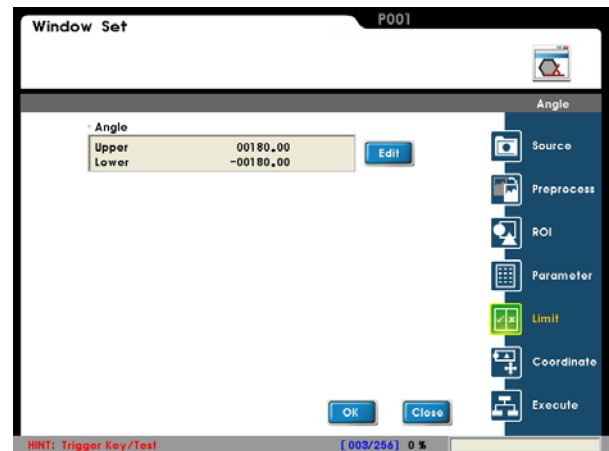 Window Set
P001
Angle
Angle
Upper 00180.00
Lower -00180.00
Edit
Source
Preprocess
ROI
Parameter
Limit
Coordinate
Execute
OK
Close
HINT: Trigger Key/Test
[003/256] 0 %